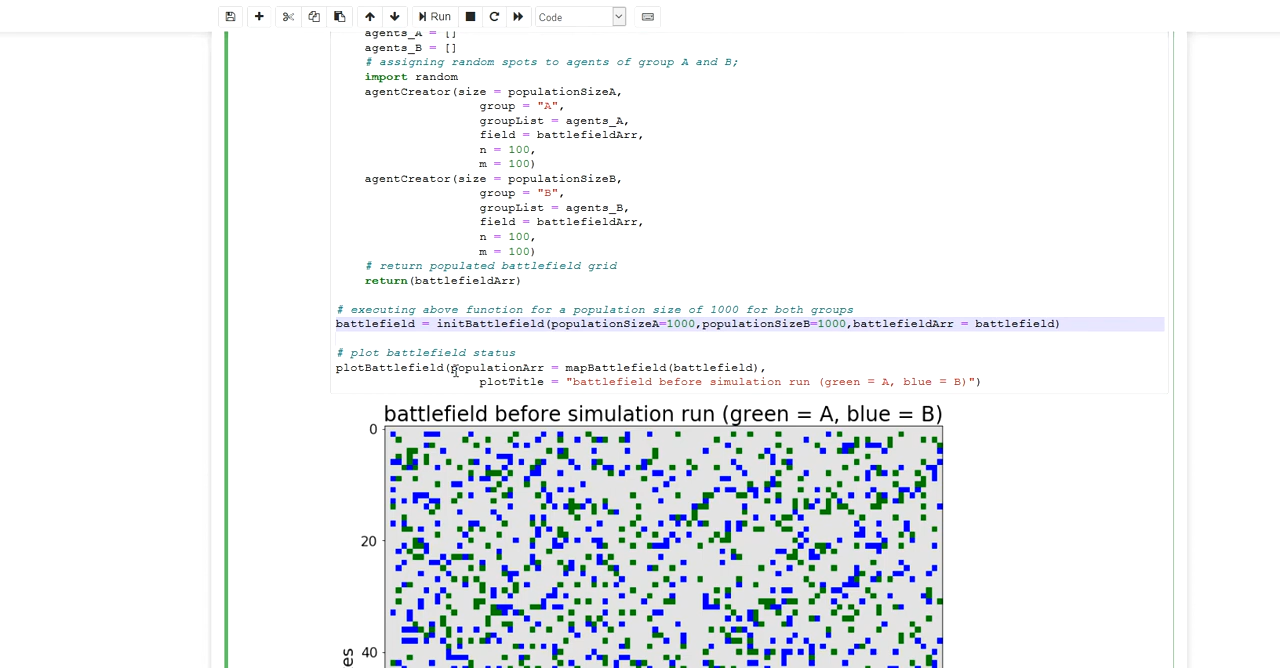 Run
Code
agents_A = []
agents_B = []
# assigning random spots to agents of group A and B;
import random
agentCreator(size = populationSizeA,
group = "A",
groupList = agents_A,
field = battlefieldArr,
n = 100,
m = 100)
agentCreator(size = populationSizeB,
group = "B",
groupList = agents_B,
field = battlefieldArr,
n = 100,
m = 100)
# return populated battlefield grid
return(battlefieldArr)
# executing above function for a population size of 1000 for both groups
battlefield = initBattlefield(populationSizeA=1000,populationSizeB=1000,battlefieldArr = battlefield)
# plot battlefield status
plotBattlefield(populationArr = mapBattlefield(battlefield),
plotTitle = "battlefield before simulation run (green = A, blue = B)")
battlefield before simulation run (green = A, blue = B)
0
20
40
es